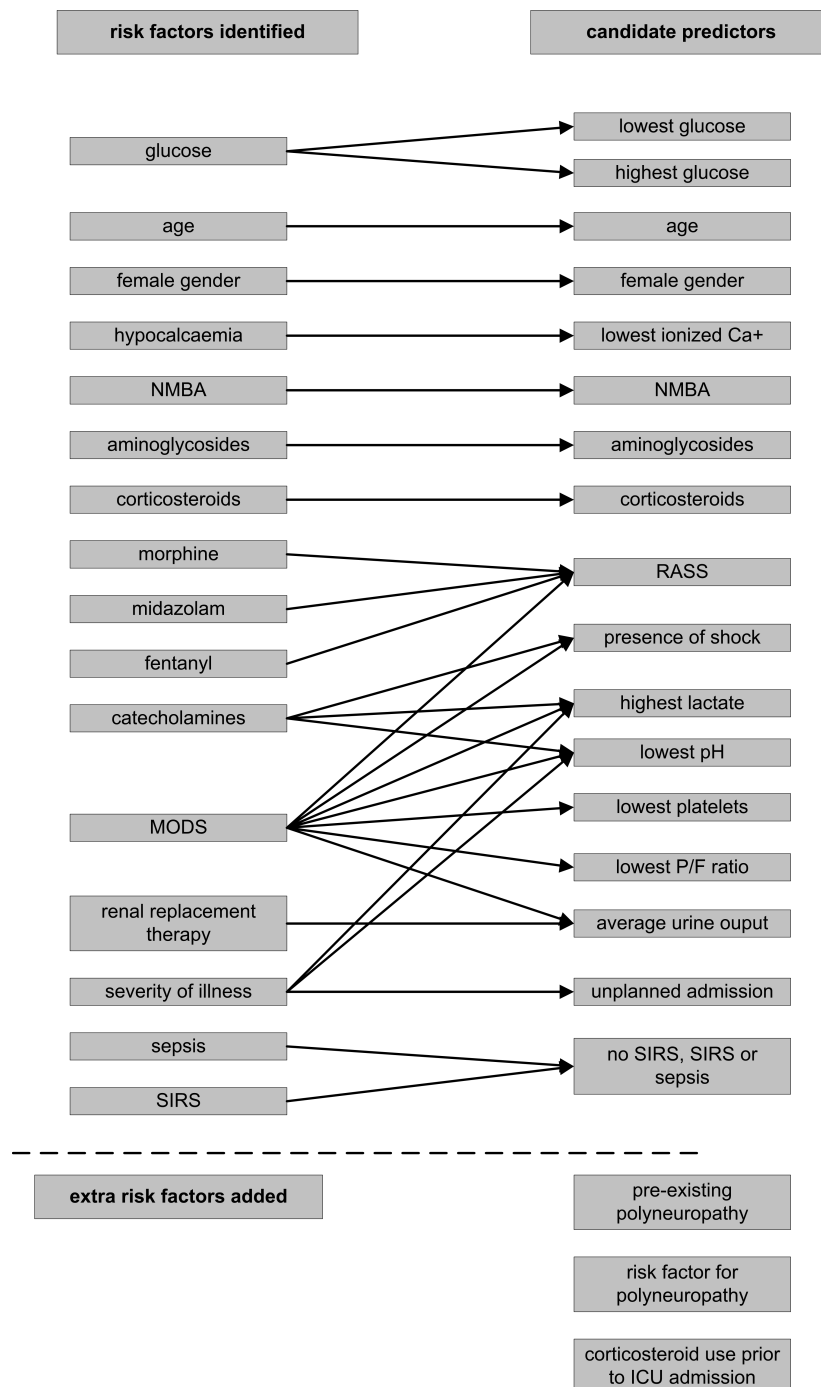 risk factors identified
candidate predictors
glucose
lowest glucose
highest glucose
age
age
female gender
female gender
hypocalcaemia
lowest ionized Ca+
NMBA
NMBA
aminoglycosides
aminoglycosides
corticosteroids
corticosteroids
morphine
RASS
midazolam
fentanyl
presence of shock
catecholamines
highest lactate
lowest pH
MODS
lowest platelets
lowest P/F ratio
renal replacement
therapy
average urine ouput
severity of illness
unplanned admission
sepsis
no SIRS, SIRS or
sepsis
SIRS
extra risk factors added
pre-existing
polyneuropathy
risk factor for
polyneuropathy
corticosteroid use prior
to ICU admission